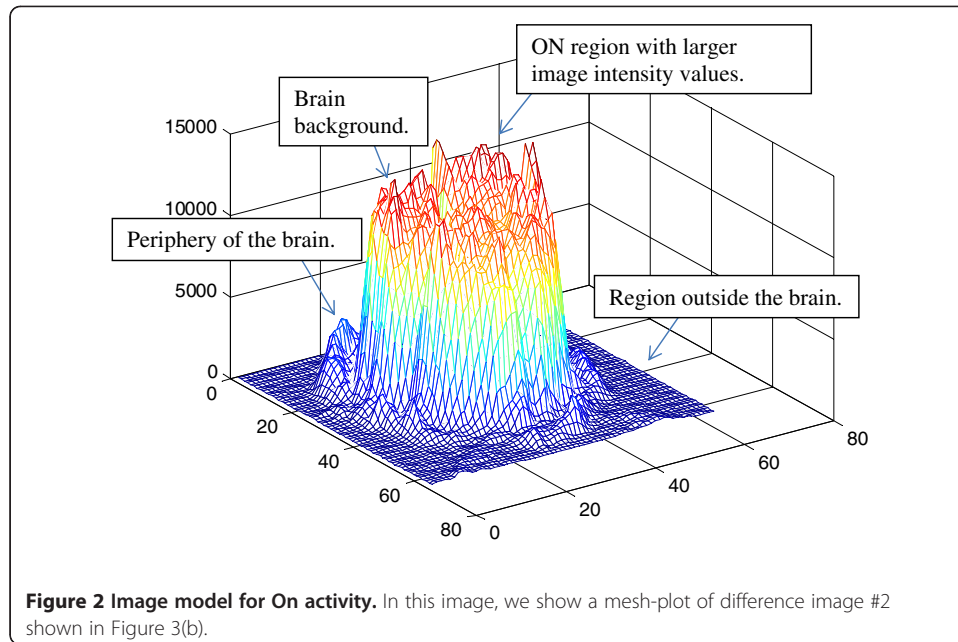 ON region with larger
image intensity values.
Brain
background.
15000
10000
Periphery of the brain.
5000
Region outside the brain.
0
0
20
40
60
80
0
20
40
60
80
Figure 2 Image model for On activity. In this image, we show a mesh-plot of difference image #2
shown in Figure 3(b).